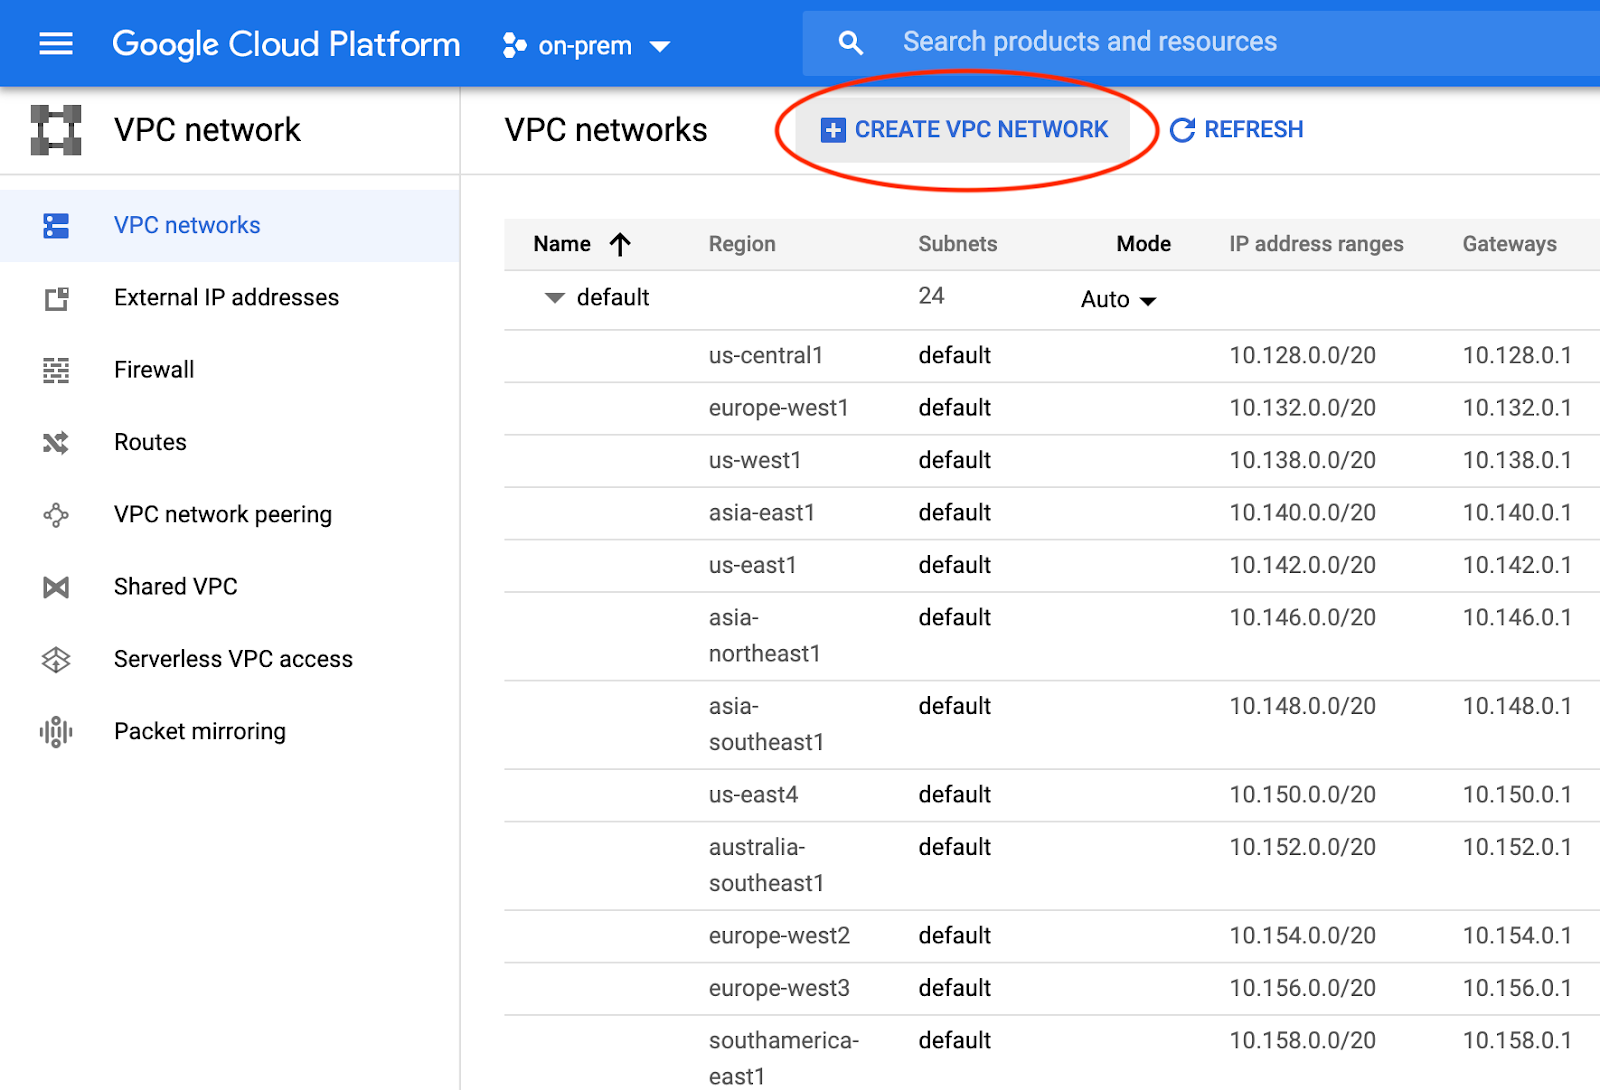 Google Cloud Platform on-prem Search products and resources
VPC network
VPC networks CREATE VPC NETWORK REFRESH
VPC networks
External IP addresses
Firewall
Routes
VPC network peering
Shared VPC
Serverless VPC access
Packet mirroring
Name Region Subnets Mode IP address ranges Gateways
default 24 Auto
us-central1 default 10.128.0.0/20 10.128.0.1
europe-west1 default 10.132.0.0/20 10.132.0.1
us-west1 default 10.138.0.0/20 10.138.0.1
asia-east1 default 10.140.0.0/20 10.140.0.1
us-east1 default 10.142.0.0/20 10.142.0.1
asia- default 10.146.0.0/20 10.146.0.1
northeast1
asia- default 10.148.0.0/20 10.148.0.1
southeast1
us-east4 default 10.150.0.0/20 10.150.0.1
australia- default 10.152.0.0/20 10.152.0.1
southeast1
europe-west2 default 10.154.0.0/20 10.154.0.1
europe-west3 default 10.156.0.0/20 10.156.0.1
southamerica- default 10.158.0.0/20 10.158.0.1
east1